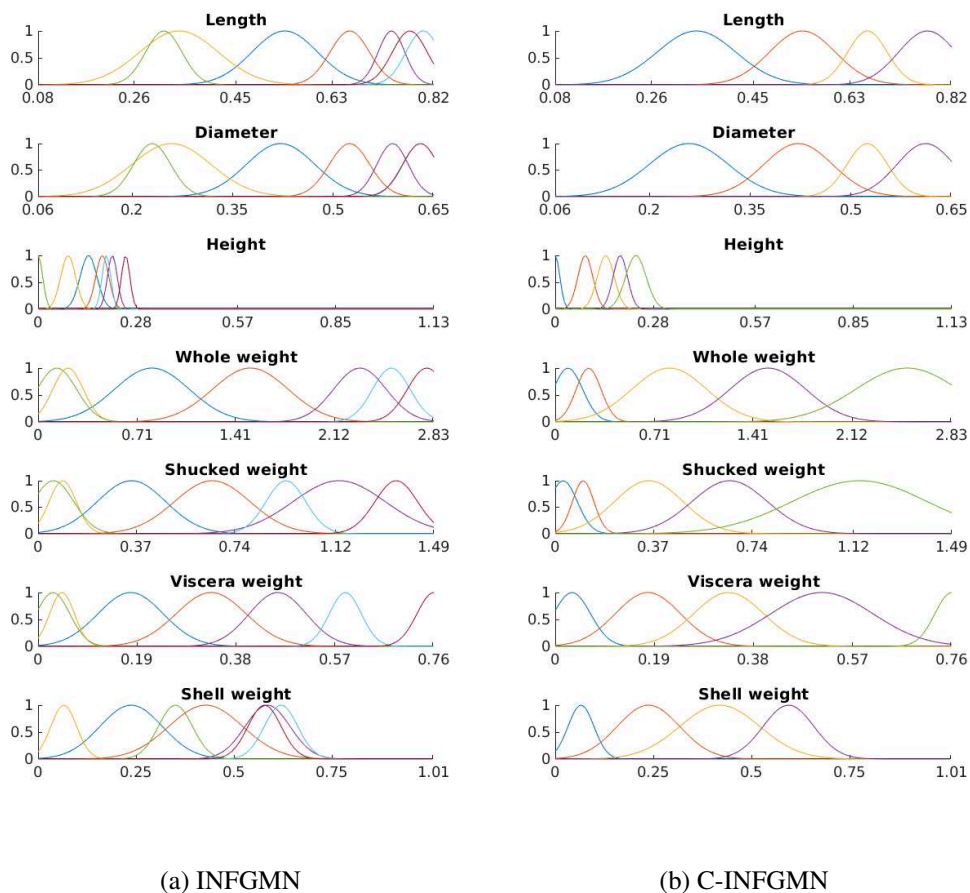 Length
1
0.5
0
0.08 0.26 0.45 0.63 0.82
Diameter
1
0.5
0
0.06 0.2 0.35 0.5 0.65
Height
1
0.5
0
0 0.28 0.57 0.85 1.13
Whole weight
1
0.5
0
0 0.71 1.41 2.12 2.83
Shucked weight
1
0.5
0
0 0.37 0.74 1.12 1.49
Viscera weight
1
0.5
0
0 0.19 0.38 0.57 0.76
Shell weight
1
0.5
0
0 0.25 0.5 0.75 1.01
(a) INFGMN
Length
1
0.5
0
0.08 0.26 0.45 0.63 0.82
Diameter
1
0.5
0
0.06 0.2 0.35 0.5 0.65
Height
1
0.5
0
0 0.28 0.57 0.85 1.13
Whole weight
1
0.5
0
0 0.71 1.41 2.12 2.83
Shucked weight
1
0.5
0
0 0.37 0.74 1.12 1.49
Viscera weight
1
0.5
0
0 0.19 0.38 0.57 0.76
Shell weight
1
0.5
0
0 0.25 0.5 0.75 1.01
(b) C-INFGMN